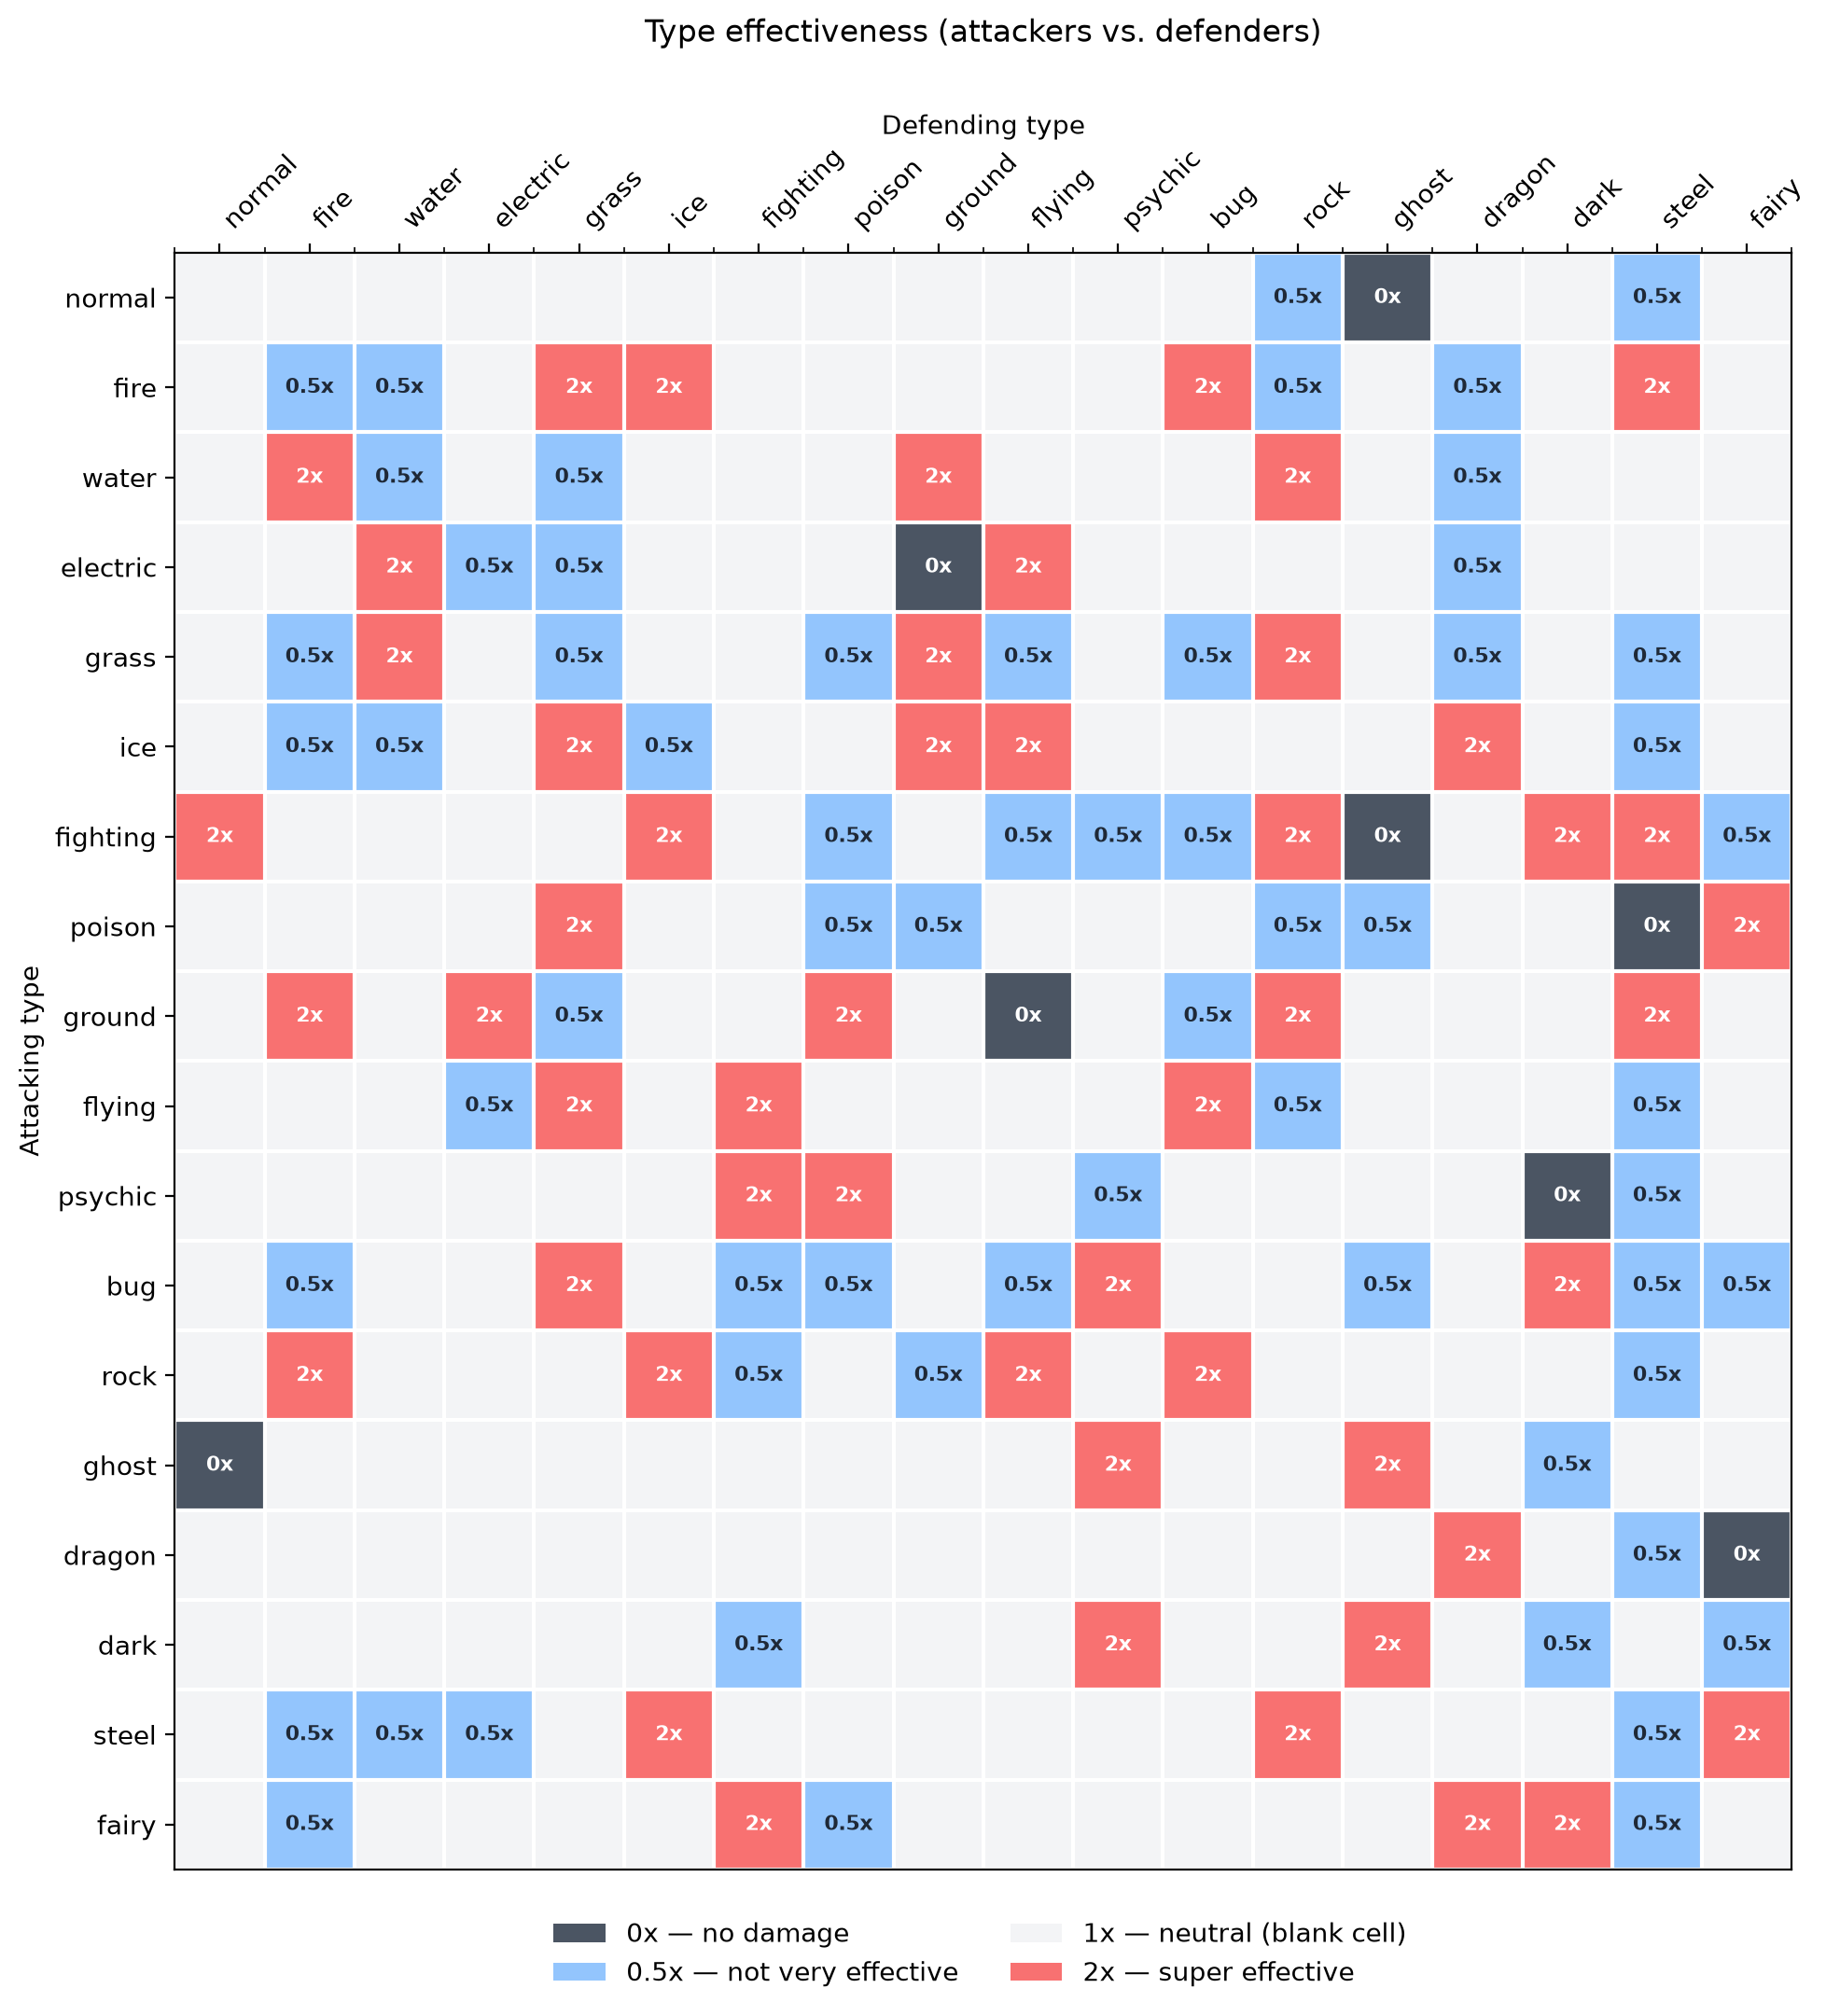 Type effectiveness (attackers vs. defenders)
Defending type
normal fire water electric grass ice fighting poison ground flying psychic bug rock ghost dragon dark steel fairy
Attacking type
normal 0.5x 0x 0.5x
fire 0.5x 0.5x 2x 2x 2x 0.5x 0.5x 2x
water 2x 0.5x 0.5x 2x 2x 0.5x
electric 2x 0.5x 0.5x 0x 2x 0.5x
grass 0.5x 2x 0.5x 0.5x 2x 0.5x 0.5x 2x 0.5x 0.5x
ice 0.5x 0.5x 2x 0.5x 2x 2x 2x 0.5x
fighting 2x 2x 0.5x 0.5x 0.5x 0.5x 2x 0x 2x 2x 0.5x
poison 2x 0.5x 0.5x 0.5x 0.5x 0x 2x
ground 2x 2x 0.5x 2x 0x 0.5x 2x 2x
flying 0.5x 2x 2x 2x 0.5x 0.5x
psychic 2x 2x 0.5x 0x 0.5x
bug 0.5x 2x 0.5x 0.5x 0.5x 2x 0.5x 2x 0.5x 0.5x
rock 2x 2x 0.5x 0.5x 2x 2x 0.5x
ghost 0x 2x 2x 0.5x
dragon 2x 0.5x 0x
dark 0.5x 2x 2x 0.5x 0.5x
steel 0.5x 0.5x 0.5x 2x 2x 0.5x 2x
fairy 0.5x 2x 0.5x 2x 2x 0.5x
0x — no damage
0.5x — not very effective
1x — neutral (blank cell)
2x — super effective